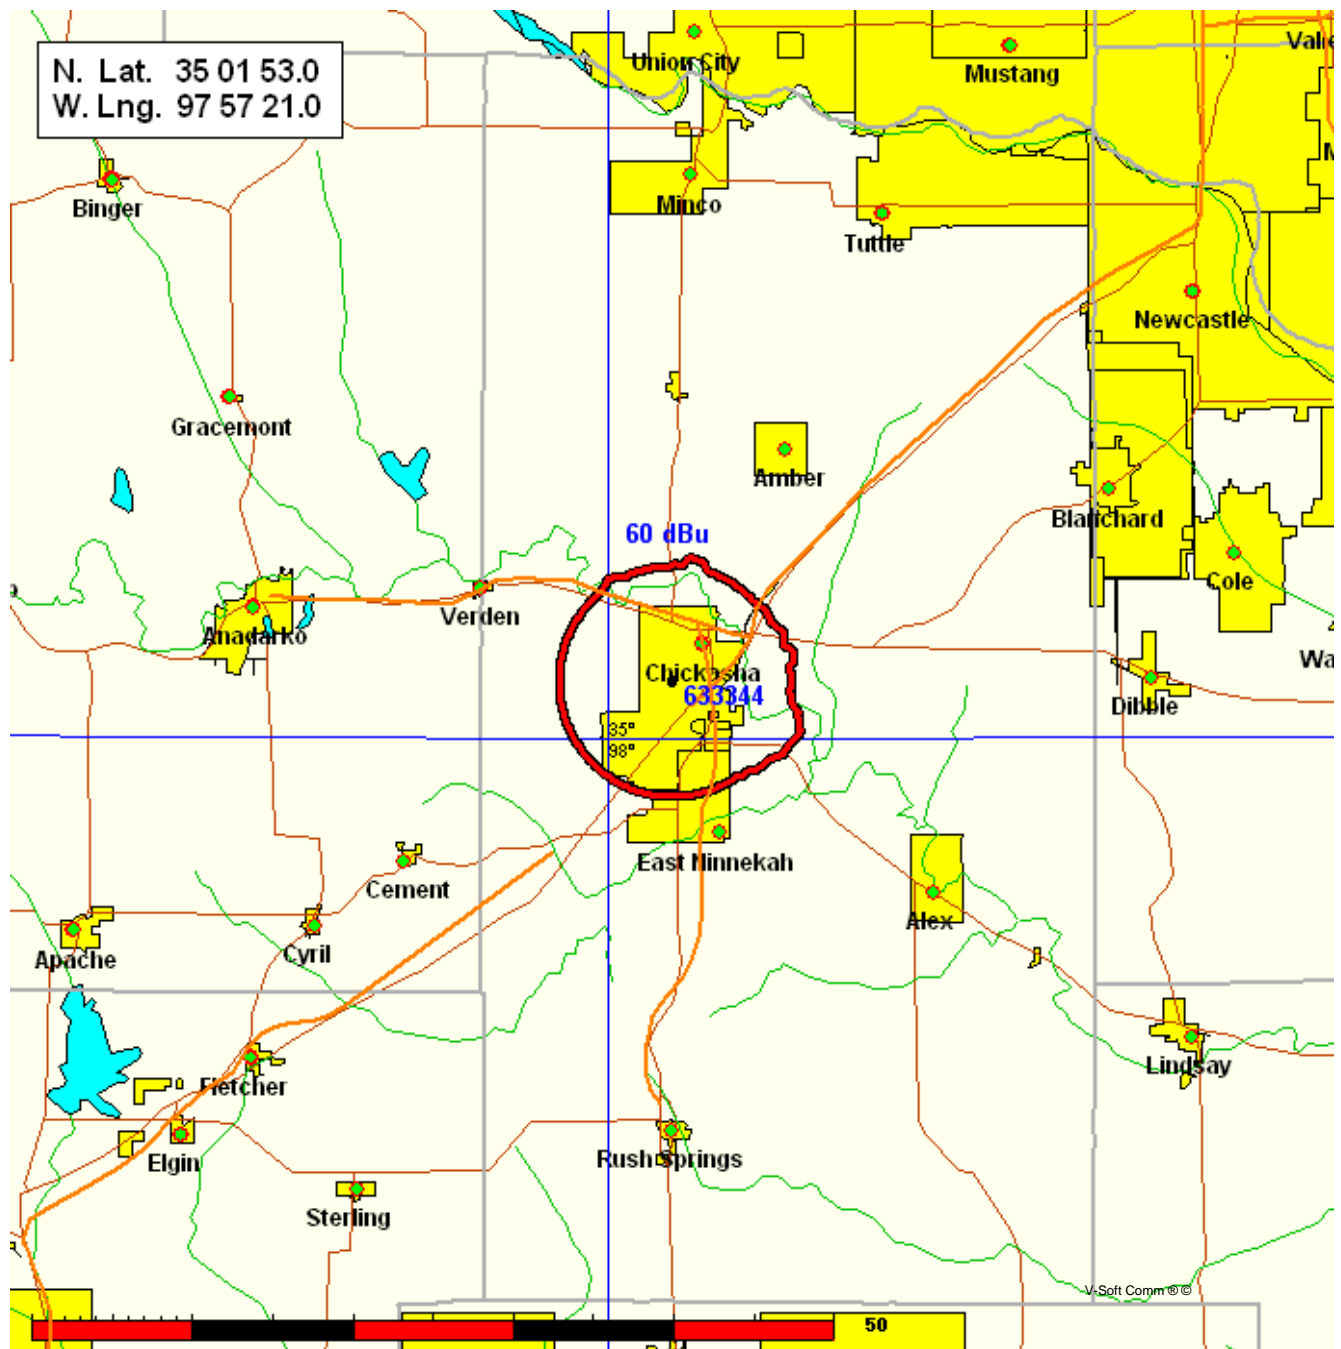 N. Lat. 35 01 53.0
W. Lng. 97 57 21.0
Union City
Mustang
Binger
Minco
Tuttle
Newcastle
Gracemont
Amber
Blanchard
60 dBu
Cole
Verden
Anadarko
Chickasha
633344
Dibble
35°
98°
East Ninnekah
Cement
Alex
Cyril
Apache
Lindsay
Fletcher
Rush Springs
Elgin
Sterling
V-Soft Comm ® ©
50